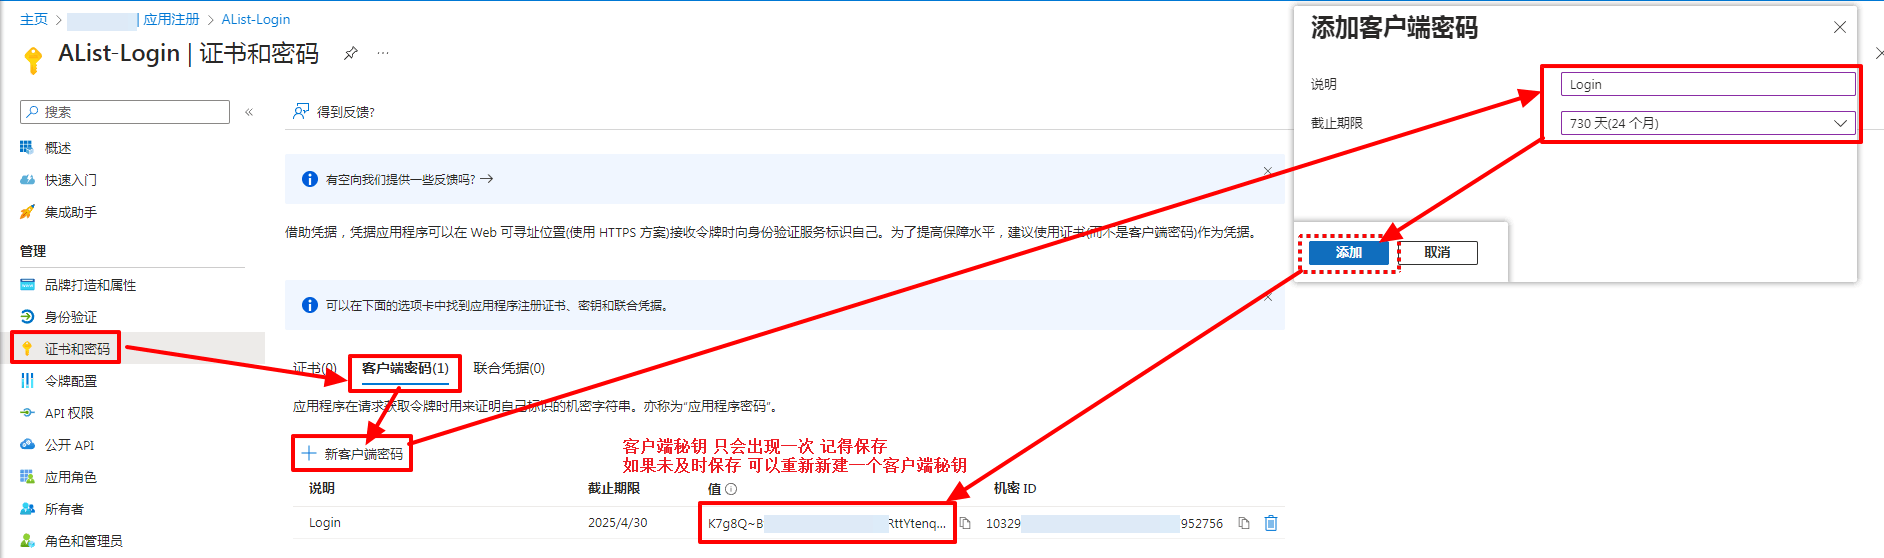 主页 > | 应用注册 > AList-Login
AList-Login | 证书和密码
搜索
概述
快速入门
集成助手
管理
品牌打造和属性
身份验证
证书和密码
令牌配置
API 权限
公开 API
应用角色
所有者
角色和管理员
得到反馈?
有空向我们提供一些反馈吗? →
借助凭据，凭据应用程序可以在 Web 可寻址位置(使用 HTTPS 方案)接收令牌时向身份验证服务标识自己。为了提高保障水平，建议使用证书(而不是客户端密码)作为凭据。
可以在下面的选项卡中找到应用程序注册证书、密钥和联合凭据。
证书(0) 客户端密码(1) 联合凭据(0)
应用程序在请求获取令牌时用来证明自己标识的机密字符串。亦称为"应用程序密码"。
新客户端密码
客户端秘钥 只会出现一次 记得保存
如果未及时保存 可以重新新建一个客户端秘钥
说明 截止期限 值 机密 ID
Login 2025/4/30 K7g8Q~B RttYtenq... 10329 952756
添加客户端密码
说明 Login
截止期限 730 天(24 个月)
添加 取消